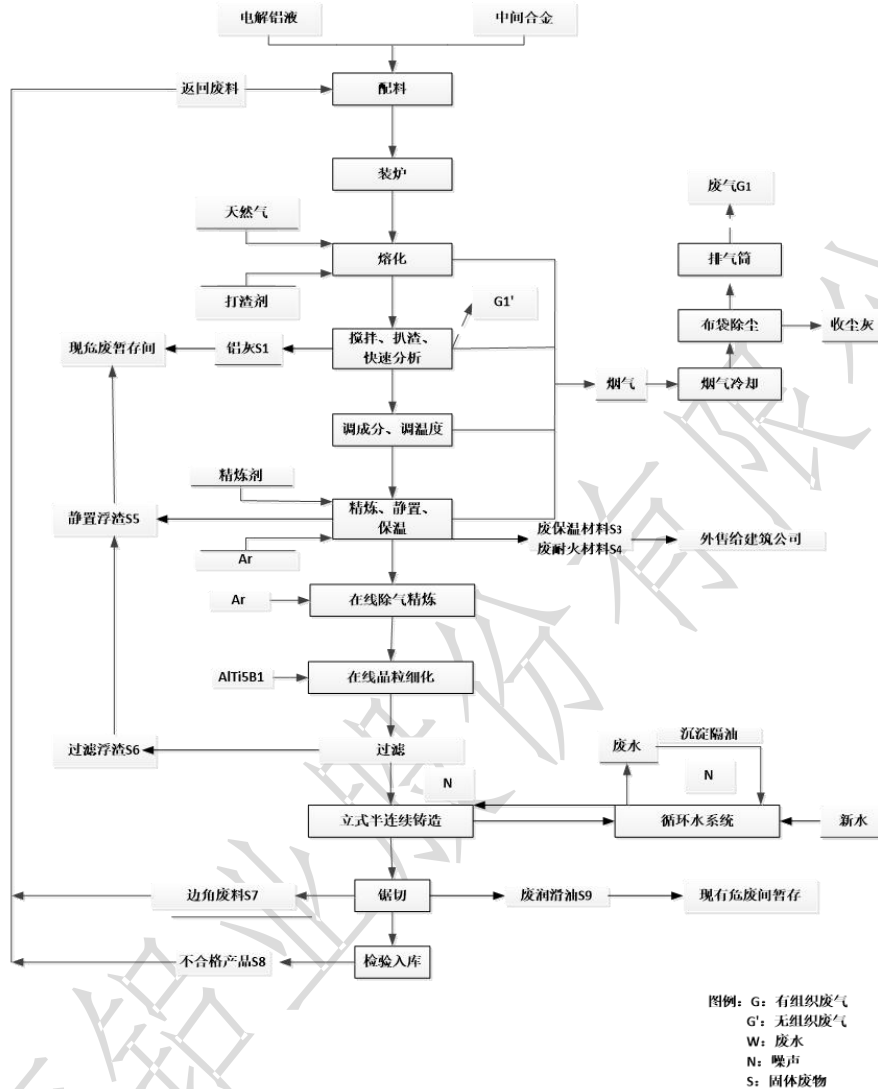 电解铝液
中间合金
返回废料
配料
装炉
天然气
废气G1
熔化
排气筒
打渣剂
G1'
布袋除尘
收尘灰
现危废暂存间
铝灰S1
搅拌、扒渣、
快速分析
烟气
烟气冷却
调成分、调温度
精炼剂
静置浮渣S5
精炼、静置、
保温
废保温材料S3
废耐火材料S4
外售给建筑公司
Ar
Ar
在线除气精炼
AlTi5B1
在线晶粒细化
过滤浮渣S6
过滤
废水
沉淀隔油
N
N
立式半连续铸造
循环水系统
新水
边角废料S7
锯切
废润滑油S9
现有危废间暂存
不合格产品S8
检验入库
图例：G：有组织废气
G'：无组织废气
W：废水
N：噪声
S：固体废物
铝业股份有限公